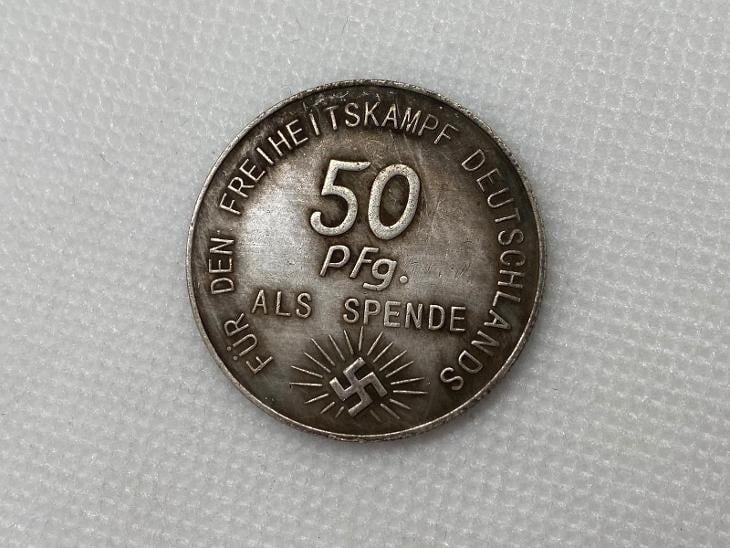 FÜR DEN FREIHEITSKAMPF DEUTSCHLANDS
50
PFg.
ALS SPENDE